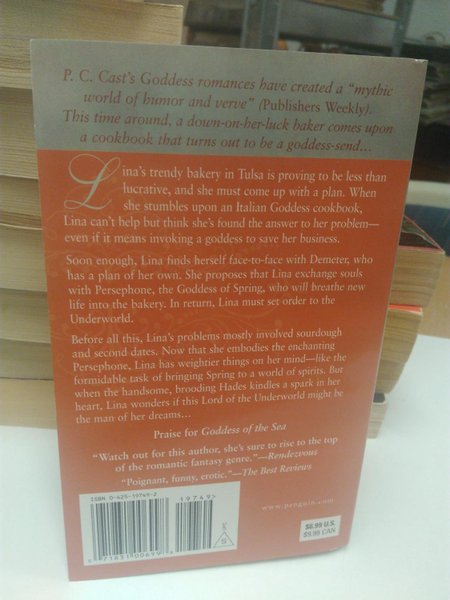 P. C. Cast's Goddess romances have created a "mythic
world of humor and verve" (Publishers Weekly).
This time around, a down-on-her-luck baker comes upon
a cookbook that turns out to be a goddess-send...
Lina's trendy bakery in Tulsa is proving to be less than
lucrative, and she must come up with a plan. When
she stumbles upon an Italian Goddess cookbook,
Lina can't help but think she's found the answer to her problem—
even if it means invoking a goddess to save her business.
Soon enough, Lina finds herself face-to-face with Demeter, who
has a plan of her own. She proposes that Lina exchange souls
with Persephone, the Goddess of Spring, who will breathe new
life into the bakery. In return, Lina must set order to the
Underworld.
Before all this, Lina's problems mostly involved sourdough
and second dates. Now that she embodies the enchanting
Persephone, Lina has weightier things on her mind—like the
formidable task of bringing Spring to a world of spirits. But
when the handsome, brooding Hades kindles a spark in her
heart, Lina wonders if this Lord of the Underworld might be
the man of her dreams...
Praise for Goddess of the Sea
"Watch out for this author, she's sure to rise to the top
of the romantic fantasy genre."—Rendezvous
"Poignant, funny, erotic."—The Best Reviews
ISBN 0-425-19749-2
19749>
S
www.penguin.com
$6.99 U.S.
$9.99 CAN